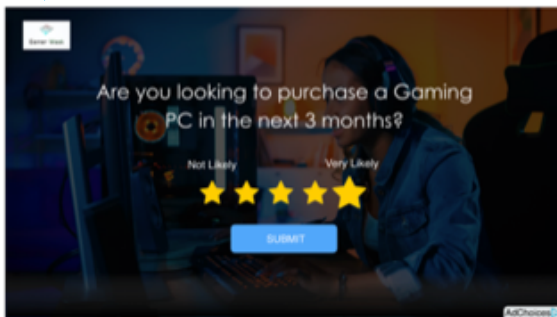 Are you looking to purchase a Gaming
PC in the next 3 months?
Not Likely Very Likely
SUBMIT
AdChoices